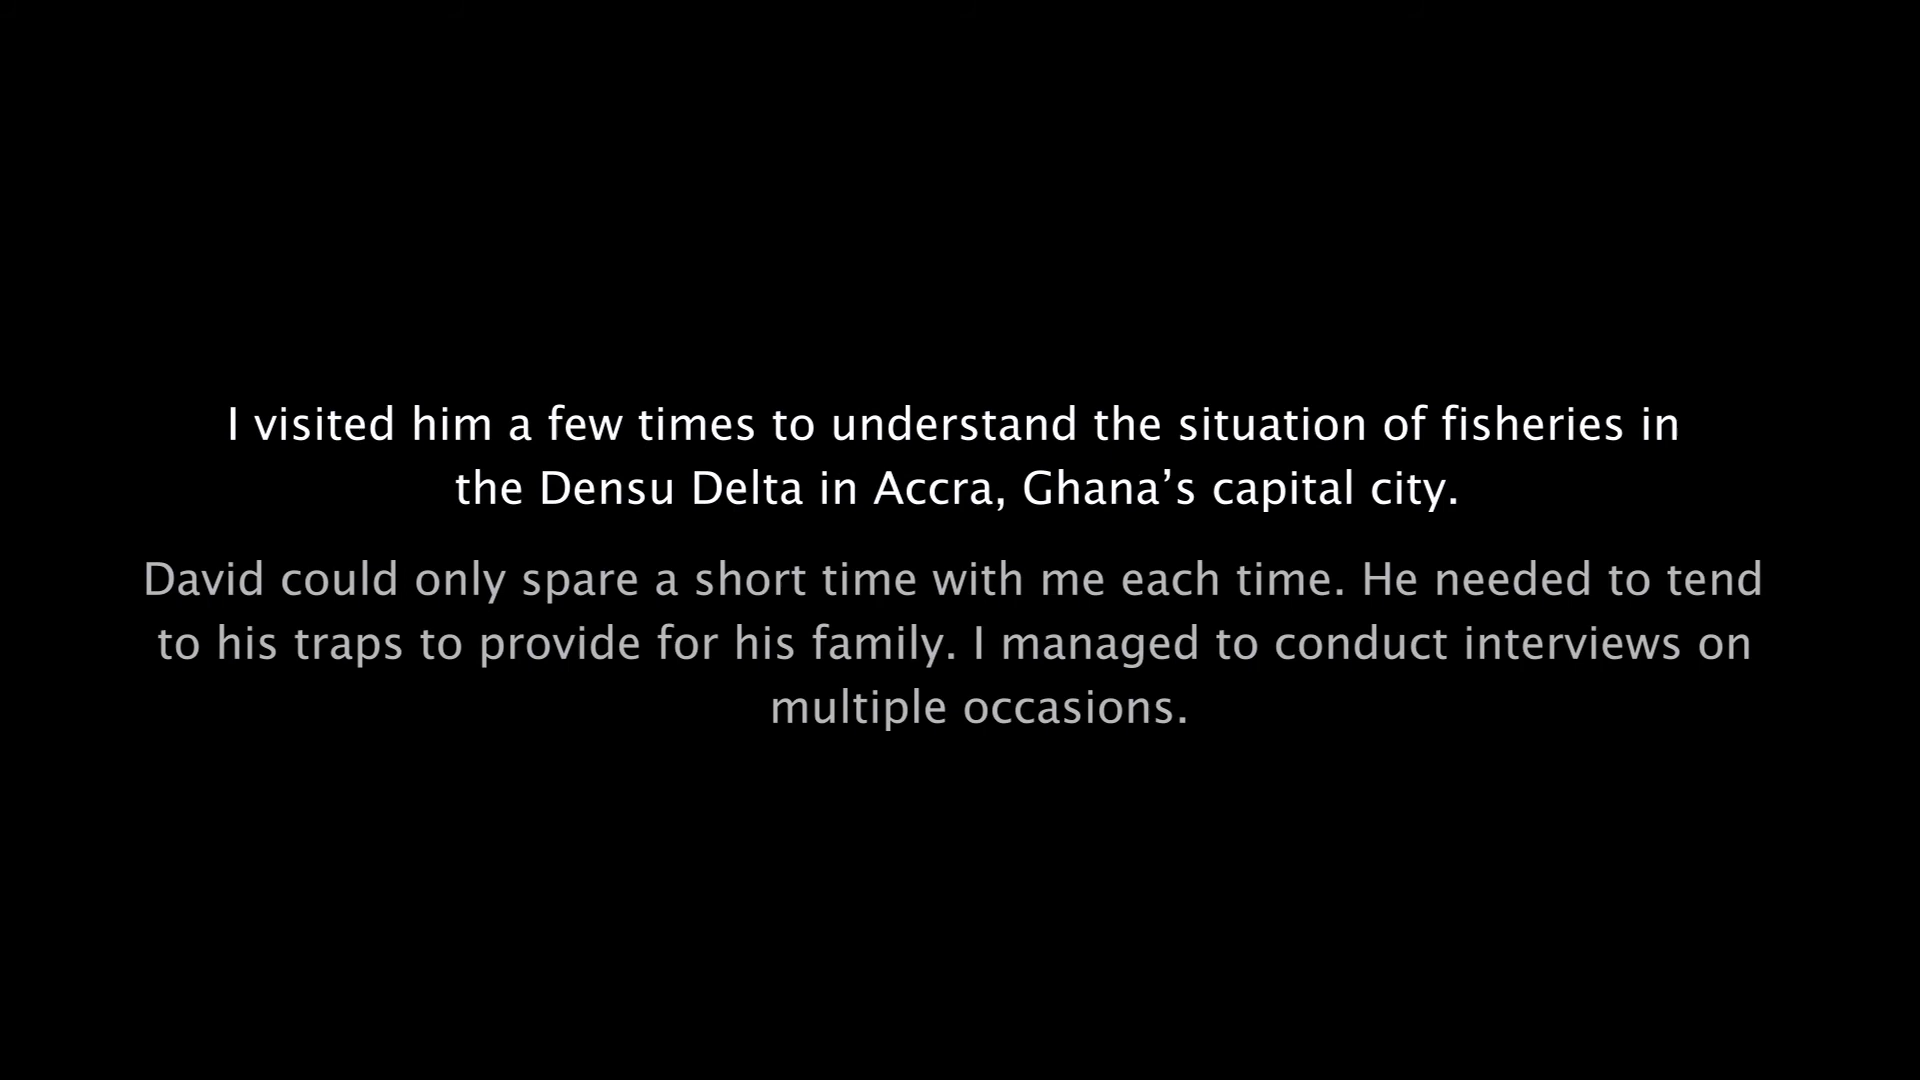 I visited him a few times to understand the situation of fisheries in
the Densu Delta in Accra, Ghana’s capital city.
David could only spare a short time with me each time. He needed to tend
to his traps to provide for his family. I managed to conduct interviews on
multiple occasions.